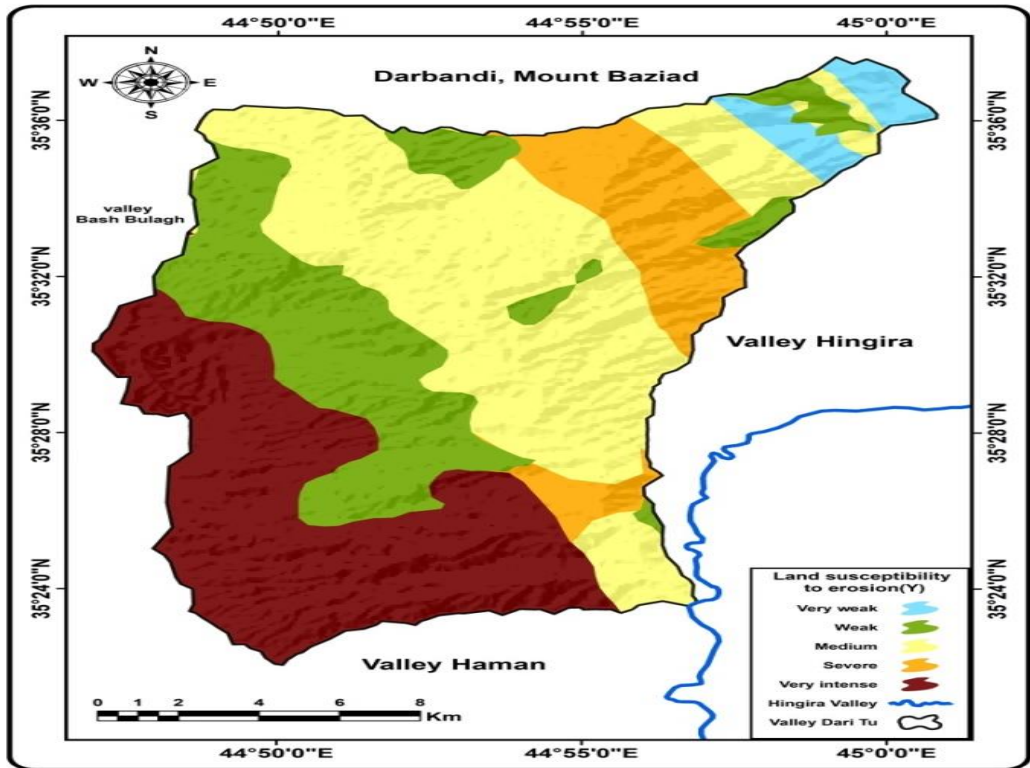 44°50'0"E 44°55'0"E 45°0'0"E
N
W E
S
Darbandi, Mount Baziad
35°36'0"N 35°36'0"N
valley
Bash Bulagh
35°32'0"N 35°32'0"N
Valley Hingira
35°28'0"N 35°28'0"N
35°24'0"N 35°24'0"N
Land susceptibility
to erosion(Y)
Very weak
Weak
Medium
Severe
Very intense
Hingira Valley
Valley Dari Tu
Valley Haman
0 1 2 4 6 8
Km
44°50'0"E 44°55'0"E 45°0'0"E